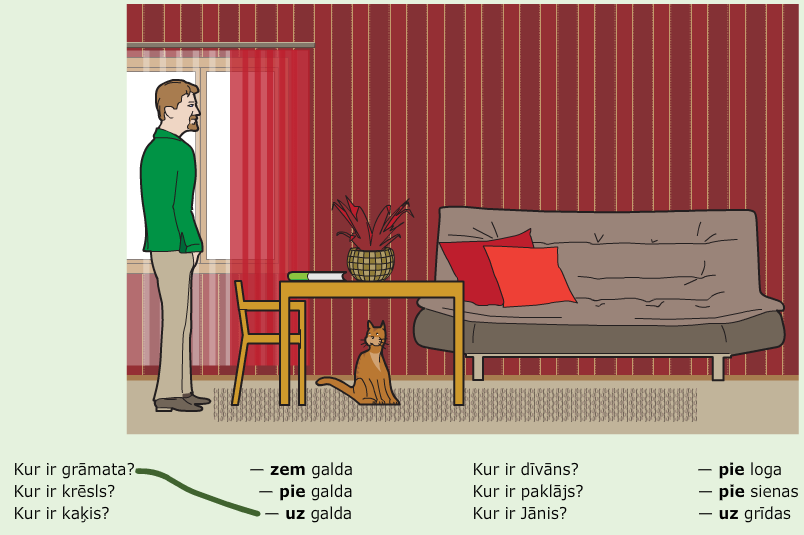 Kur ir grāmata? — zem galda
Kur ir krēsls? — pie galda
Kur ir kaķis? — uz galda
Kur ir dīvāns? — pie loga
Kur ir paklājs? — pie sienas
Kur ir Jānis? — uz grīdas